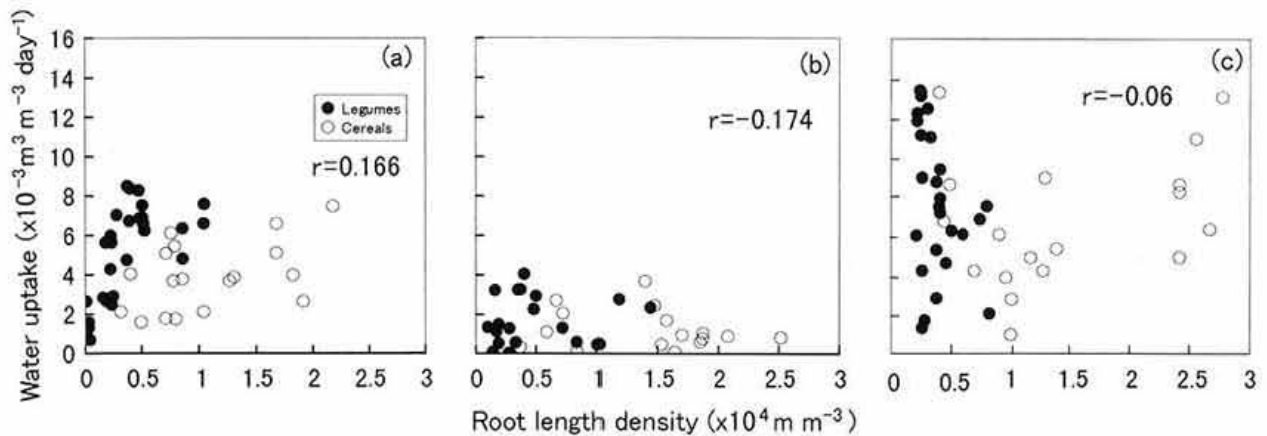 Water uptake (x10⁻³m³ m⁻³ day⁻¹)
16
14
12
10
8
6
4
2
0
(a)
Legumes
Cereals
r=0.166
0 0.5 1 1.5 2 2.5 3
(b)
r=-0.174
0 0.5 1 1.5 2 2.5 3
(c)
r=-0.06
0 0.5 1 1.5 2 2.5 3
Root length density (x10⁴m m⁻³)